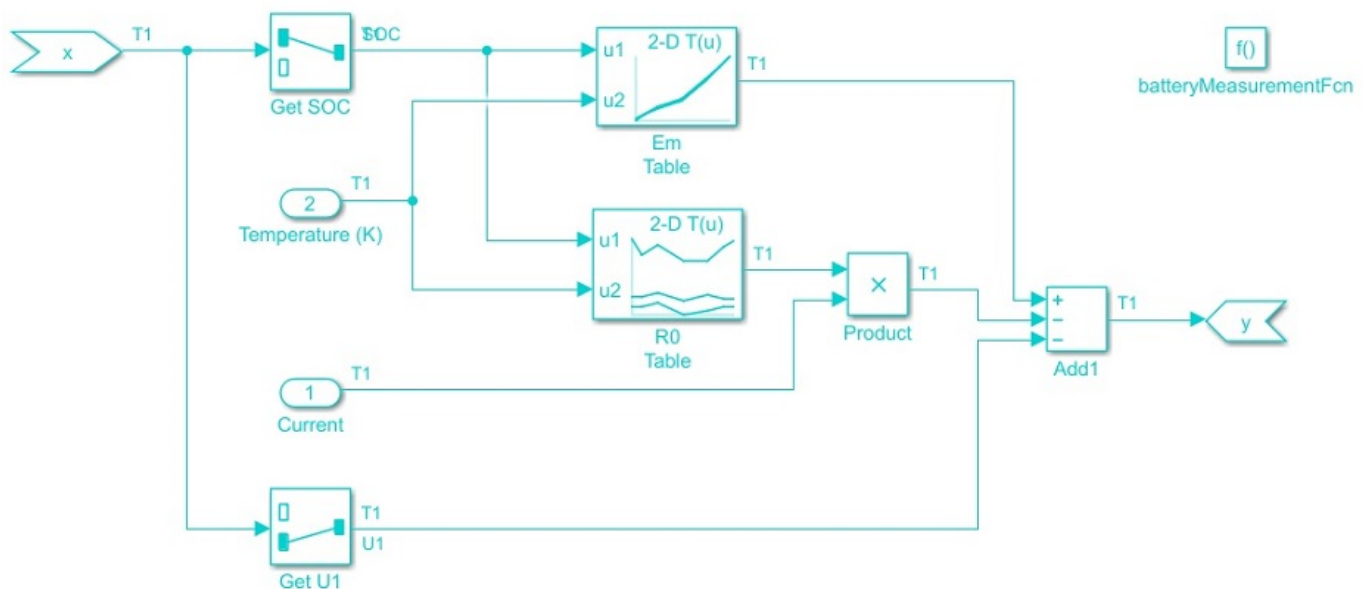 x
T1
T1
SOC
Get SOC
2-D T(u)
u1
u2
Em
Table
T1
f()
batteryMeasurementFcn
2
T1
Temperature (K)
2-D T(u)
u1
u2
R0
Table
T1
×
Product
T1
+
−
−
Add1
T1
y
1
T1
Current
T1
U1
Get U1